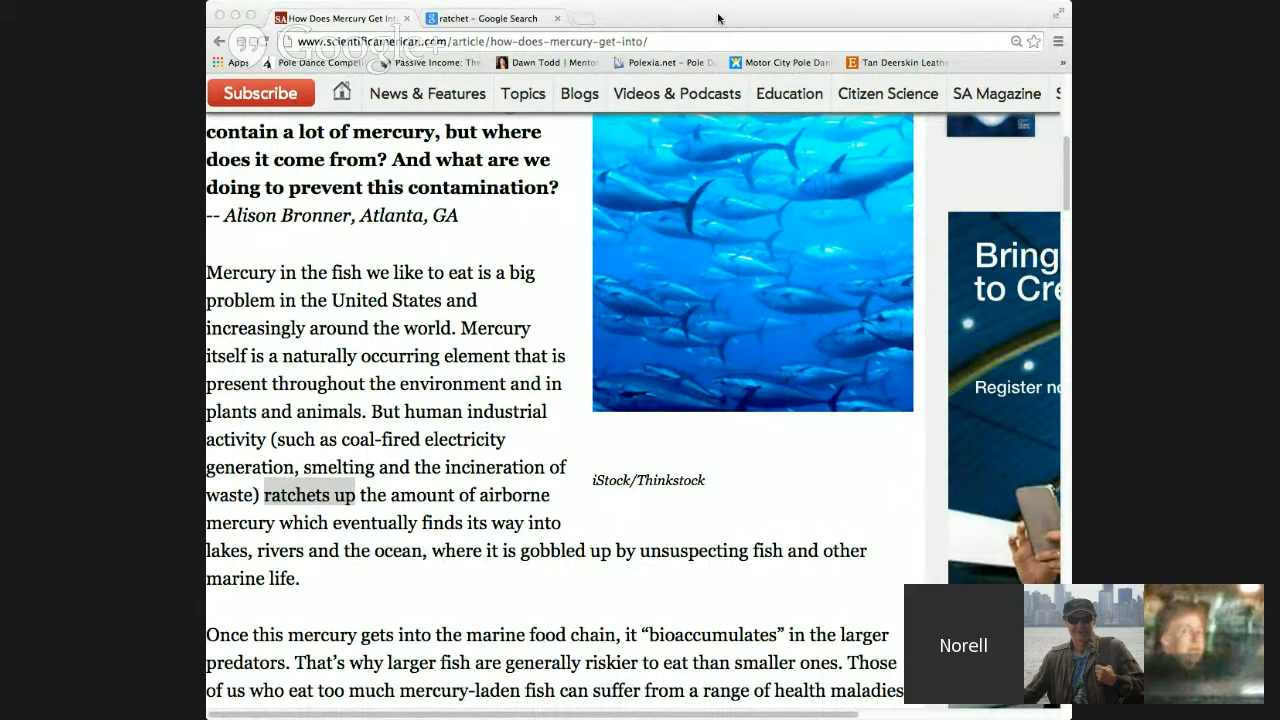 How Does Mercury Get Int
ratchet – Google Search
www.scientificamerican.com/article/how-does-mercury-get-into/
Google+
Apps
Pole Dance Compe
Passive Income: The
Dawn Todd | Mento
Polexia.net – Pole D
Motor City Pole Dan
Tan Deerskin Leathe
»
Subscribe
News & Features
Topics
Blogs
Videos & Podcasts
Education
Citizen Science
SA Magazine
contain a lot of mercury, but where
does it come from? And what are we
doing to prevent this contamination?
-- Alison Bronner, Atlanta, GA
Mercury in the fish we like to eat is a big
problem in the United States and
increasingly around the world. Mercury
itself is a naturally occurring element that is
present throughout the environment and in
plants and animals. But human industrial
activity (such as coal-fired electricity
generation, smelting and the incineration of
waste) ratchets up the amount of airborne
mercury which eventually finds its way into
lakes, rivers and the ocean, where it is gobbled up by unsuspecting fish and other
marine life.
iStock/Thinkstock
Once this mercury gets into the marine food chain, it “bioaccumulates” in the larger
predators. That’s why larger fish are generally riskier to eat than smaller ones. Those
of us who eat too much mercury-laden fish can suffer from a range of health maladies
Bring
to Cre
Register no
Norell